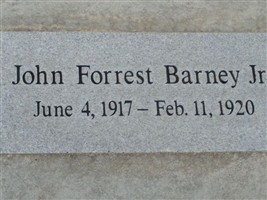 John Forrest Barney Jr
June 4, 1917 – Feb. 11, 1920